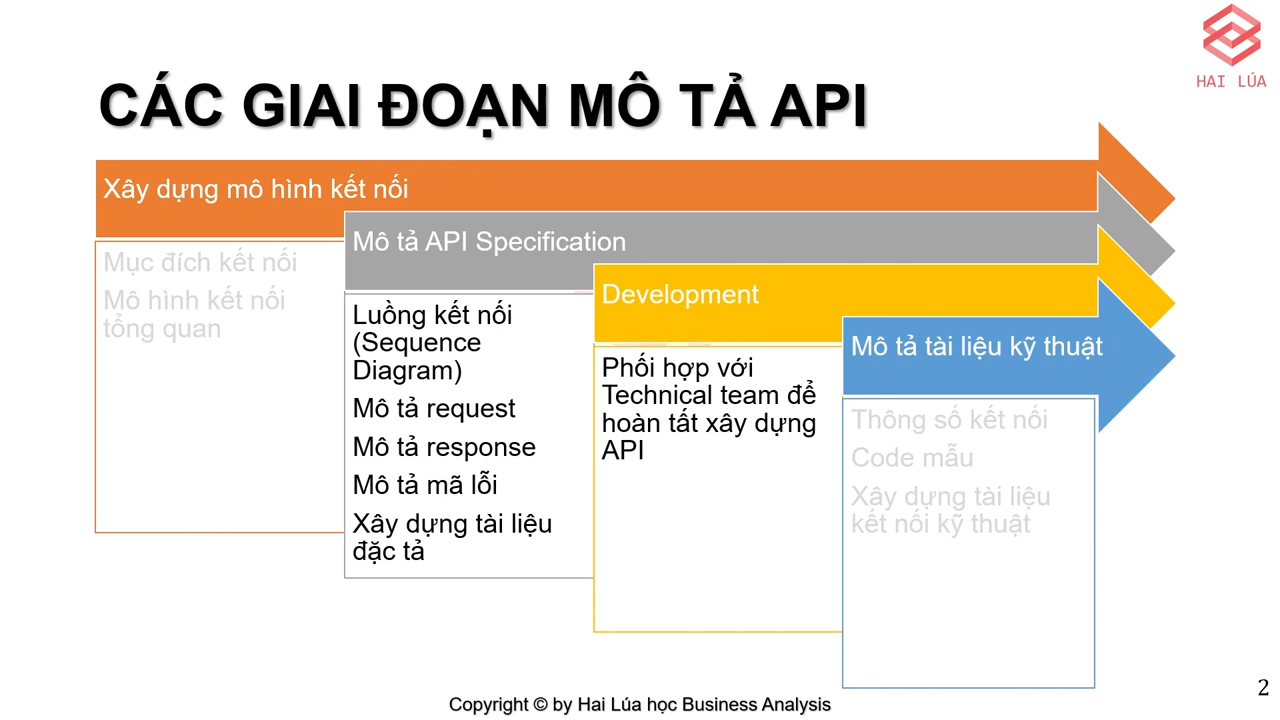 HAI LÚA
CÁC GIAI ĐOẠN MÔ TẢ API
Xây dựng mô hình kết nối
Mục đích kết nối
Mô hình kết nối
tổng quan
Mô tả API Specification
Luồng kết nối
(Sequence
Diagram)
Mô tả request
Mô tả response
Mô tả mã lỗi
Xây dựng tài liệu
đặc tả
Development
Phối hợp với
Technical team để
hoàn tất xây dựng
API
Mô tả tài liệu kỹ thuật
Thông số kết nối
Code mẫu
Xây dựng tài liệu
kết nối kỹ thuật
Copyright © by Hai Lúa học Business Analysis
2